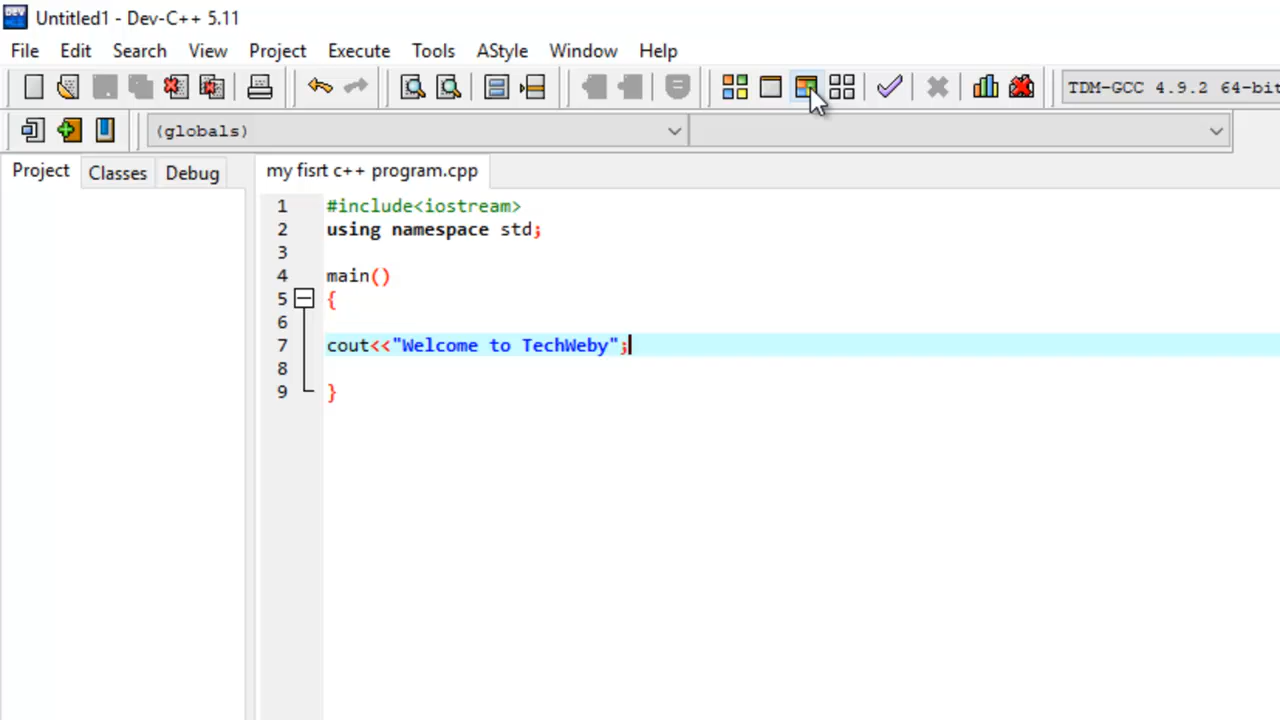 DEV
Untitled1 - Dev-C++ 5.11
File Edit Search View Project Execute Tools AStyle Window Help
TDM-GCC 4.9.2 64-bit
(globals)
Project Classes Debug
my fisrt c++ program.cpp
1 #include<iostream>
2 using namespace std;
3
4 main()
5 {
6
7 cout<<"Welcome to TechWeby";
8
9 }